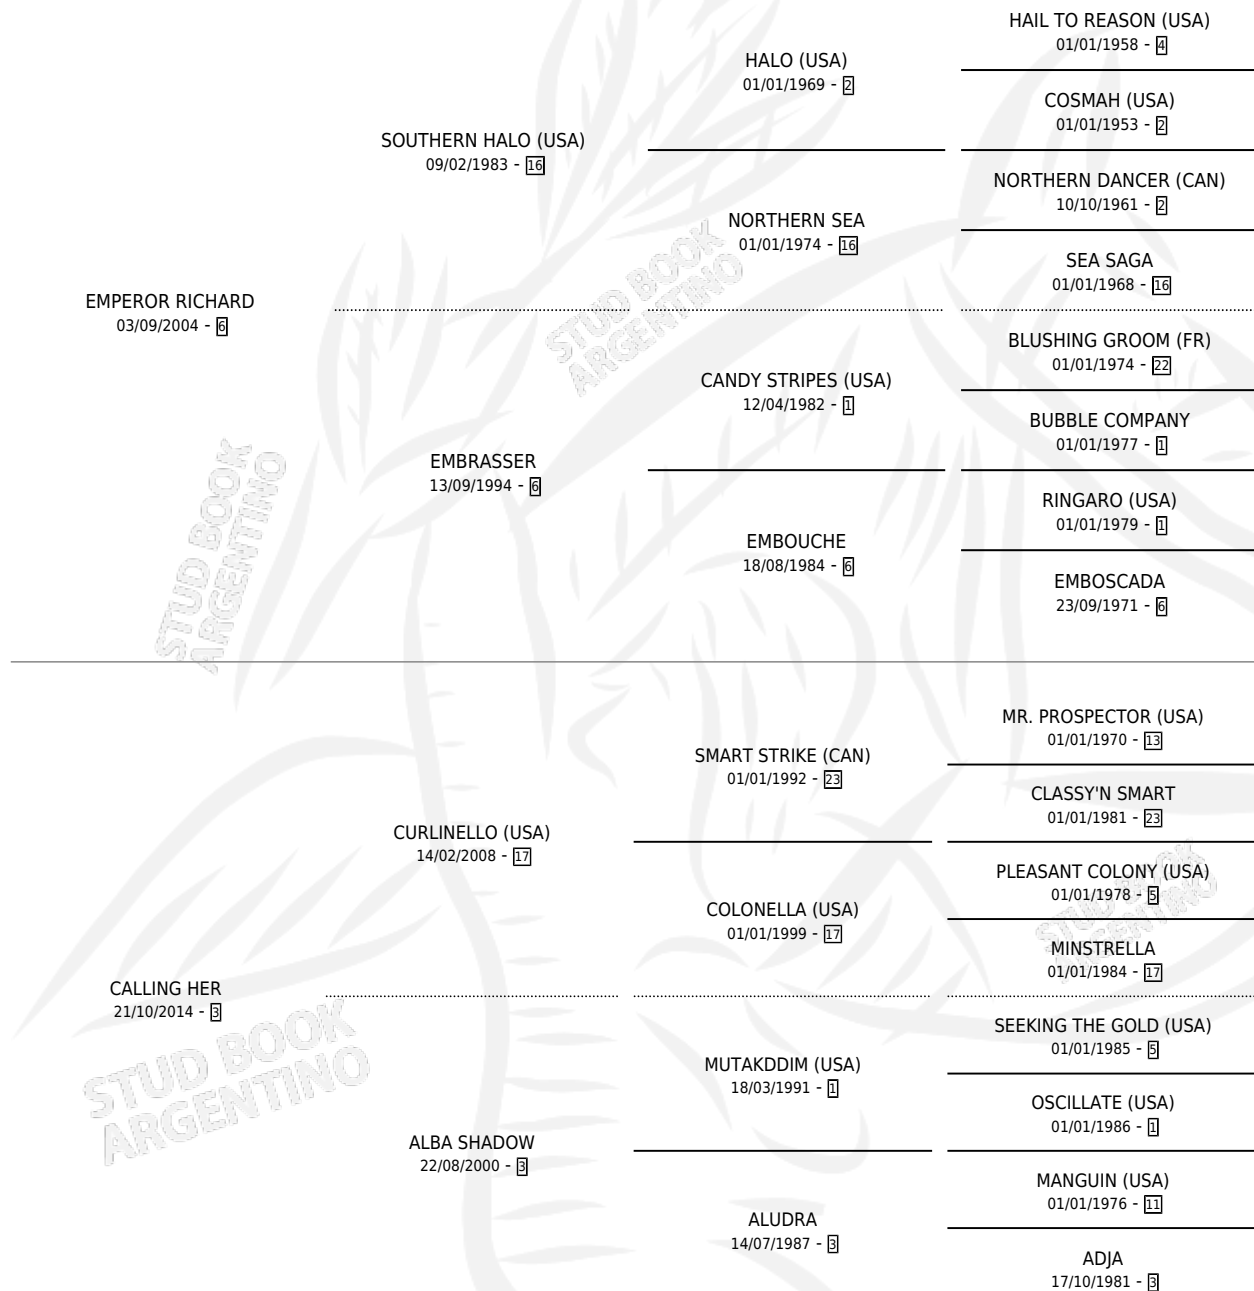 HAIL TO REASON (USA)
01/01/1958 - 4
HALO (USA)
01/01/1969 - 2
COSMAH (USA)
01/01/1953 - 2
SOUTHERN HALO (USA)
09/02/1983 - 16
NORTHERN DANCER (CAN)
10/10/1961 - 2
NORTHERN SEA
01/01/1974 - 16
SEA SAGA
01/01/1968 - 16
EMPEROR RICHARD
03/09/2004 - 6
STUD BOOK
ARGENTINO
BLUSHING GROOM (FR)
01/01/1974 - 22
CANDY STRIPES (USA)
12/04/1982 - 1
BUBBLE COMPANY
01/01/1977 - 1
EMBRASSER
13/09/1994 - 6
RINGARO (USA)
01/01/1979 - 1
EMBOUCHE
18/08/1984 - 6
EMBOSCADA
23/09/1971 - 6
STUD BOOK
ARGENTINO
MR. PROSPECTOR (USA)
01/01/1970 - 13
SMART STRIKE (CAN)
01/01/1992 - 23
CLASSY'N SMART
01/01/1981 - 23
CURLINELLO (USA)
14/02/2008 - 17
PLEASANT COLONY (USA)
01/01/1978 - 5
COLONELLA (USA)
01/01/1999 - 17
STUD BOOK
ARGENTINO
MINSTRELLA
01/01/1984 - 17
CALLING HER
21/10/2014 - 3
STUD BOOK
ARGENTINO
SEEKING THE GOLD (USA)
01/01/1985 - 5
MUTAKDDIM (USA)
18/03/1991 - 1
OSCILLATE (USA)
01/01/1986 - 1
ALBA SHADOW
22/08/2000 - 3
MANGUIN (USA)
01/01/1976 - 11
ALUDRA
14/07/1987 - 3
ADJA
17/10/1981 - 3